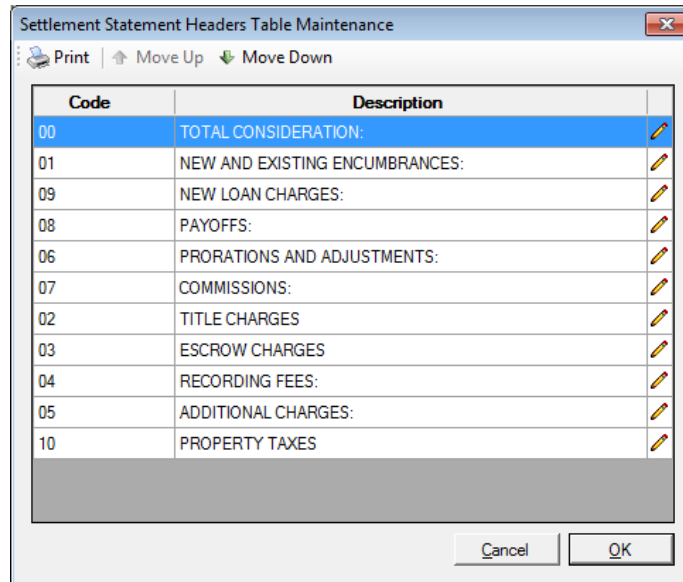 Settlement Statement Headers Table Maintenance
Print Move Up Move Down
Code Description
00 TOTAL CONSIDERATION:
01 NEW AND EXISTING ENCUMBRANCES:
09 NEW LOAN CHARGES:
08 PAYOFFS:
06 PRORATIONS AND ADJUSTMENTS:
07 COMMISSIONS:
02 TITLE CHARGES
03 ESCROW CHARGES
04 RECORDING FEES:
05 ADDITIONAL CHARGES:
10 PROPERTY TAXES
Cancel OK